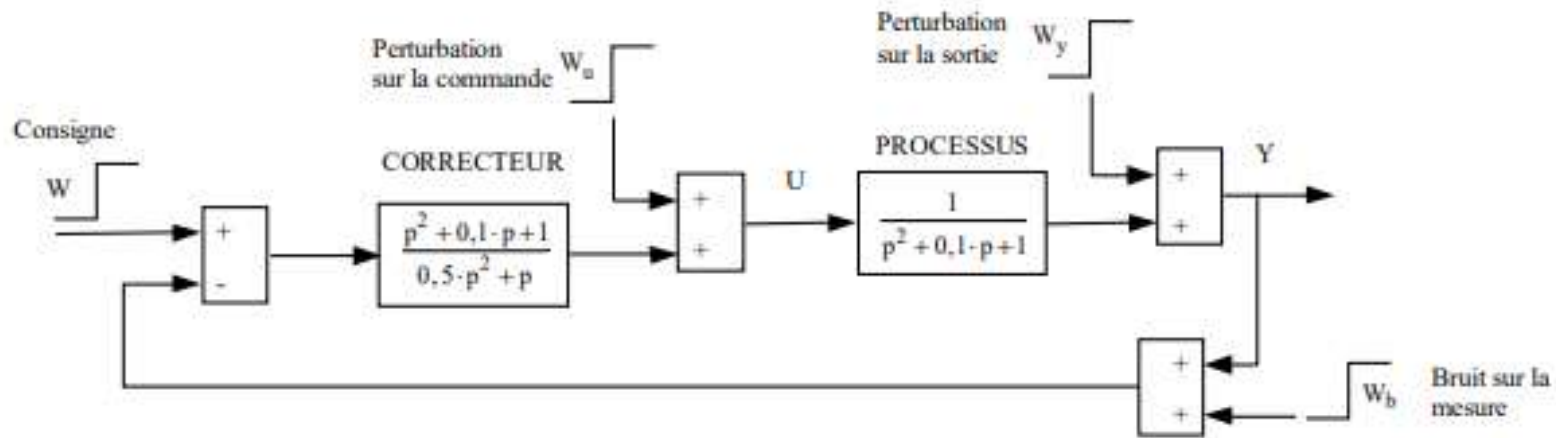 Perturbation
sur la sortie
W_y
Perturbation
sur la commande
W_u
Consigne
W
CORRECTEUR
PROCESSUS
U
Y
+
-
p^2 + 0,1·p+1
0,5·p^2 + p
+
+
1
p^2 + 0,1·p+1
+
+
+
+
W_b
Bruit sur la
mesure